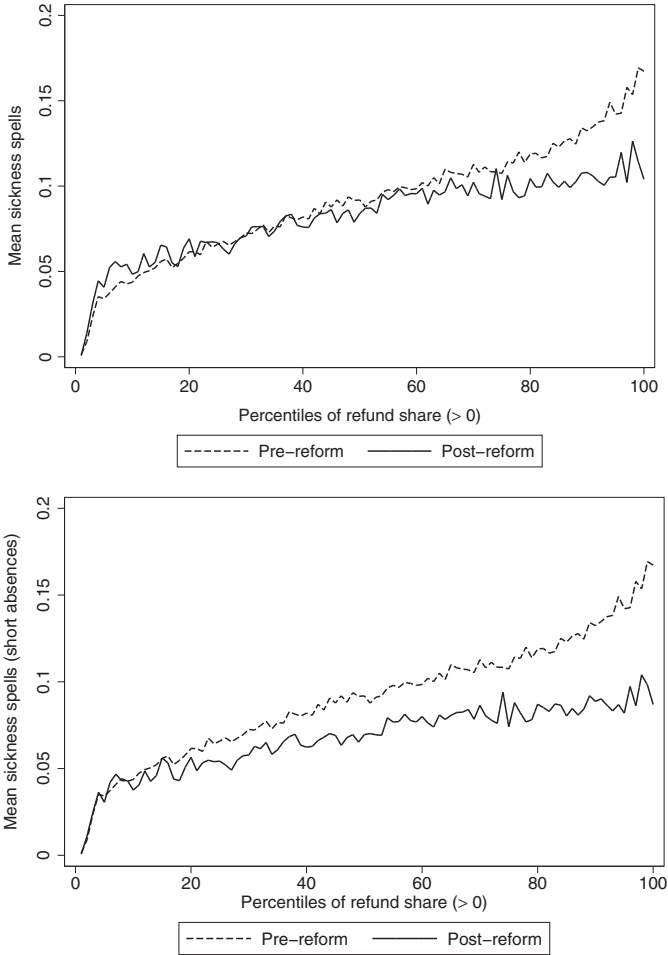 0.2
0.15
0.1
0.05
0
Mean sickness spells
0 20 40 60 80 100
Percentiles of refund share (> 0)
Pre−reform Post−reform
0.2
0.15
0.1
0.05
0
Mean sickness spells (short absences)
0 20 40 60 80 100
Percentiles of refund share (> 0)
Pre−reform Post−reform